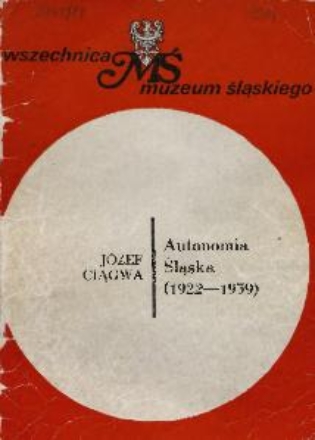 wszechnica
MŚ
muzeum śląskiego
JÓZEF
CIĄGWA
Autonomia
Śląska
(1922—1939)